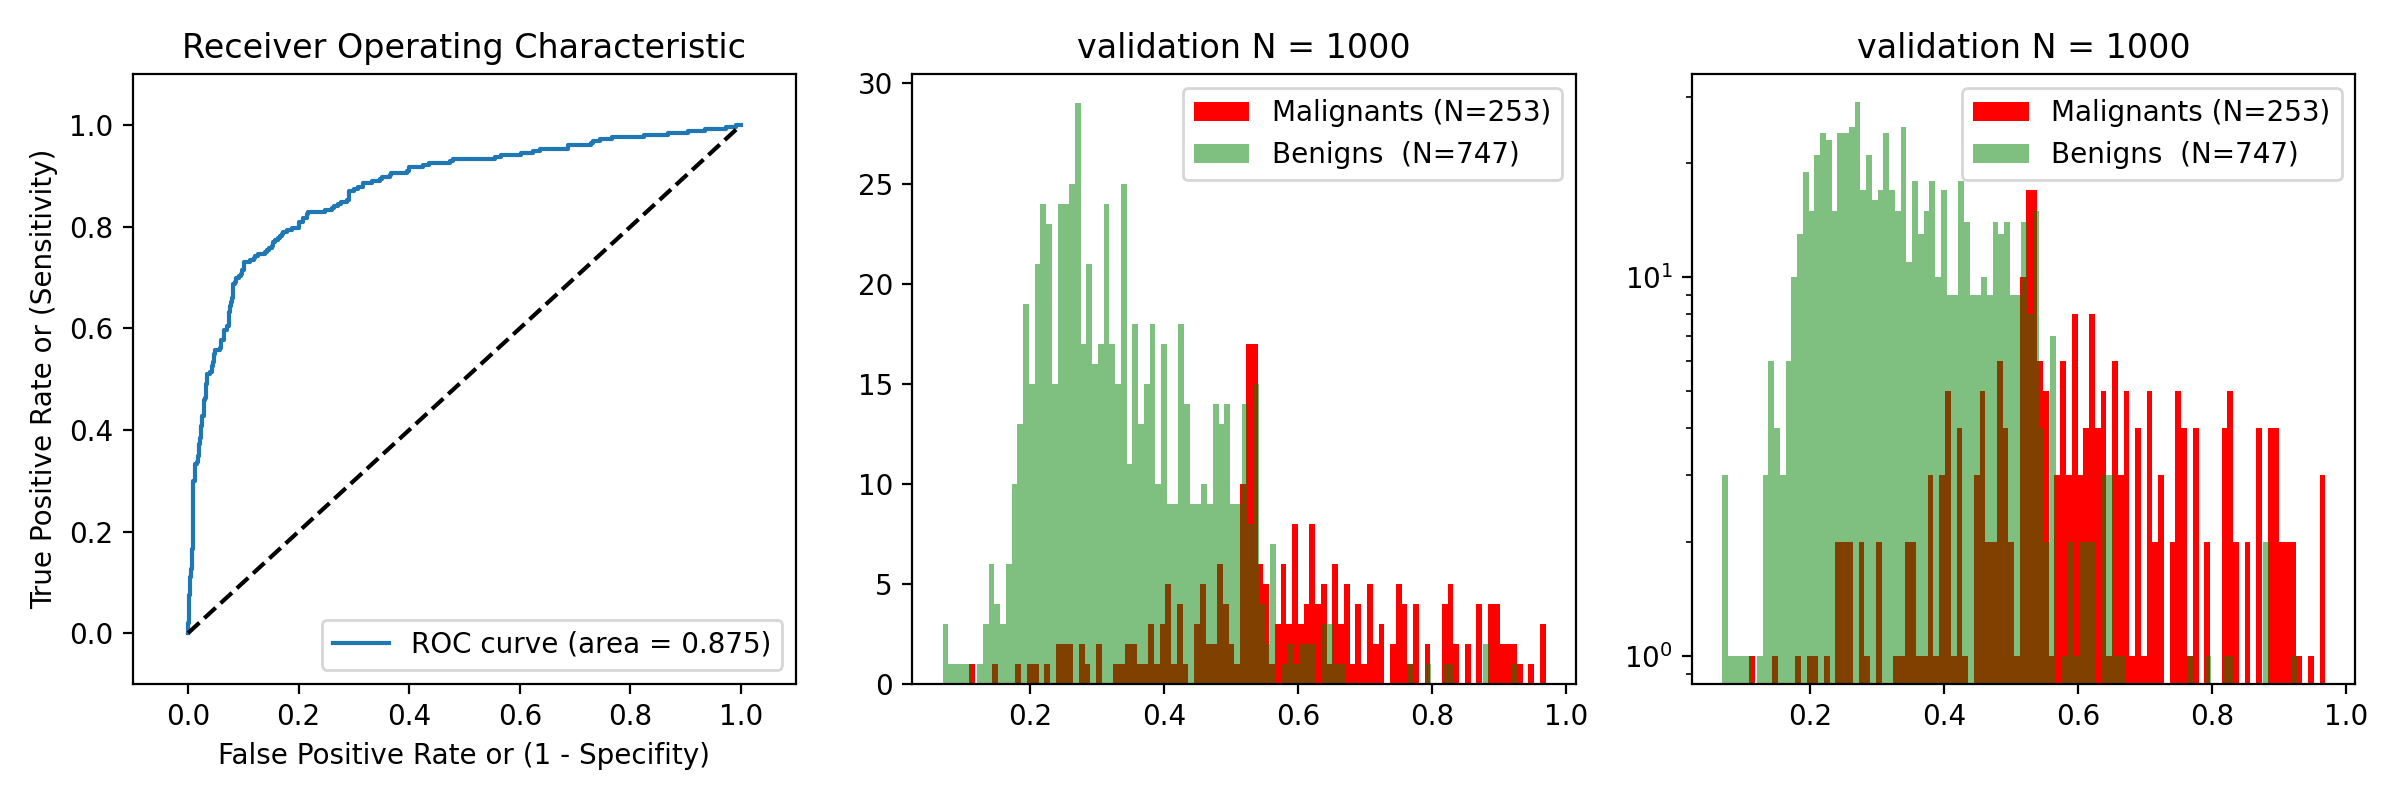 Receiver Operating Characteristic
True Positive Rate or (Sensitivity)
1.0
0.8
0.6
0.4
0.2
0.0
ROC curve (area = 0.875)
0.0 0.2 0.4 0.6 0.8 1.0
False Positive Rate or (1 - Specifity)
validation N = 1000
30
25
20
15
10
5
0
Malignants (N=253)
Benigns (N=747)
0.2 0.4 0.6 0.8 1.0
validation N = 1000
10¹
10⁰
Malignants (N=253)
Benigns (N=747)
0.2 0.4 0.6 0.8 1.0